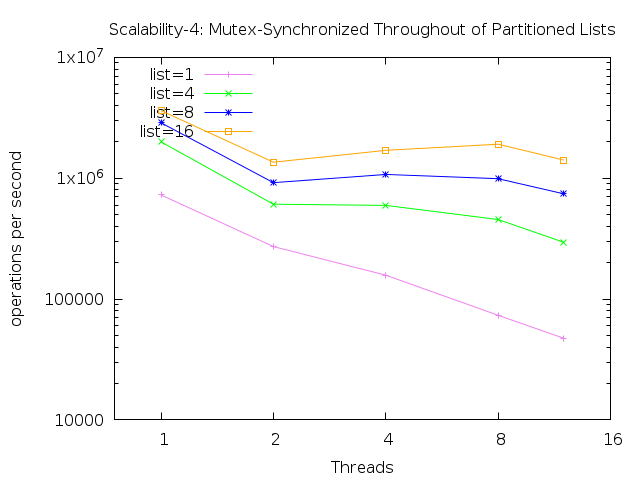 Scalability-4: Mutex-Synchronized Throughout of Partitioned Lists
1x10^7
list=1
list=4
list=8
list=16
1x10^6
operations per second
100000
10000
1 2 4 8 16
Threads